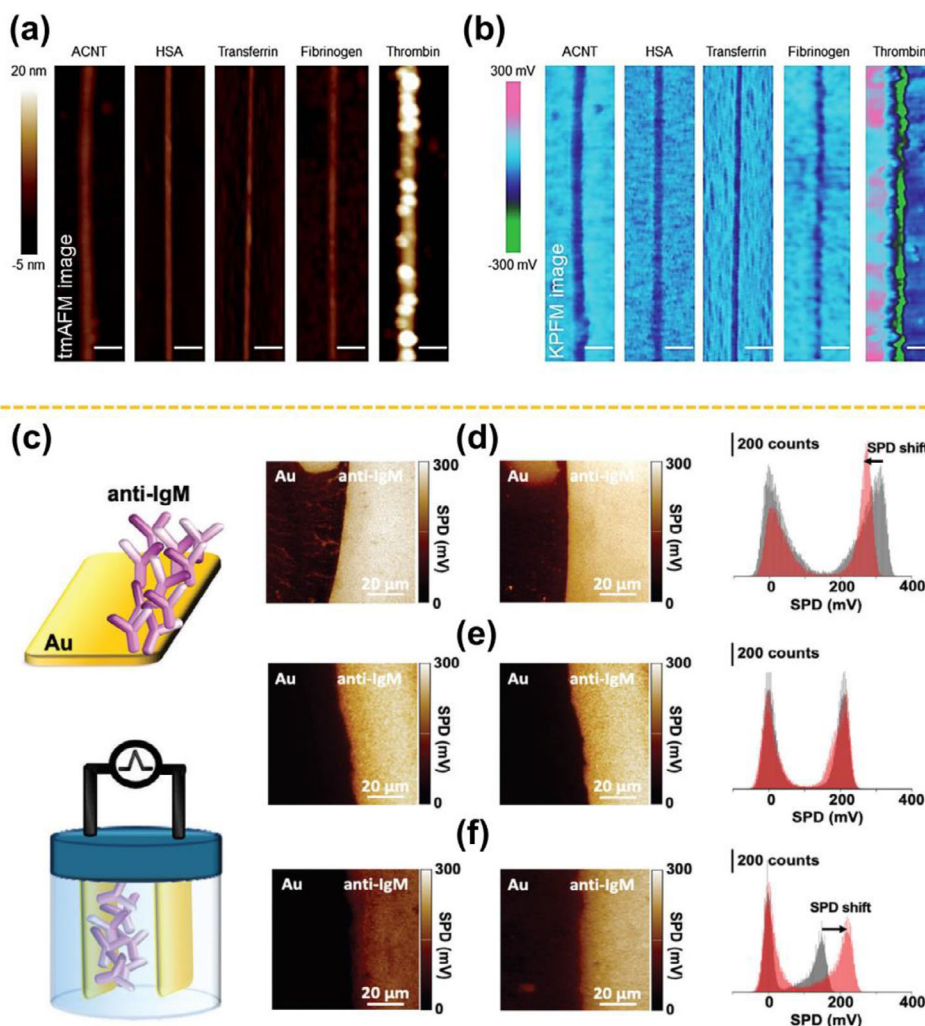 (a)
ACNT HSA Transferrin Fibrinogen Thrombin
20 nm
-5 nm
tmAFM image
(b)
ACNT HSA Transferrin Fibrinogen Thrombin
300 mV
-300 mV
KPFM image
(c)
anti-IgM
Au
(d)
Au anti-IgM
20 µm
300
SPD (mV)
0
Au anti-IgM
20 µm
300
SPD (mV)
0
200 counts
SPD shift
0 200 400
SPD (mV)
(e)
Au anti-IgM
20 µm
300
SPD (mV)
0
Au anti-IgM
20 µm
300
SPD (mV)
0
200 counts
0 200 400
SPD (mV)
(f)
Au anti-IgM
20 µm
300
SPD (mV)
0
Au anti-IgM
20 µm
300
SPD (mV)
0
200 counts
SPD shift
0 200 400
SPD (mV)